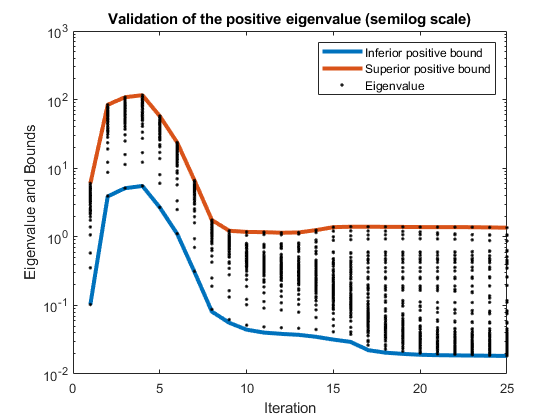 Validation of the positive eigenvalue (semilog scale)
10^3
10^2
10^1
10^0
10^-1
10^-2
Eigenvalue and Bounds
Inferior positive bound
Superior positive bound
Eigenvalue
0 5 10 15 20 25
Iteration